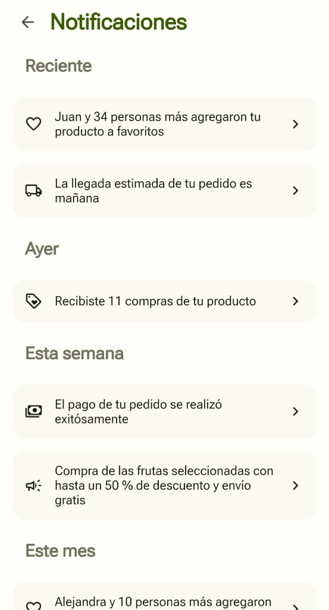 Notificaciones
Reciente
Juan y 34 personas más agregaron tu
producto a favoritos
La llegada estimada de tu pedido es
mañana
Ayer
Recibiste 11 compras de tu producto
Esta semana
El pago de tu pedido se realizó
exitósamente
Compra de las frutas seleccionadas con
hasta un 50 % de descuento y envío
gratis
Este mes
Alejandra y 10 personas más agregaron